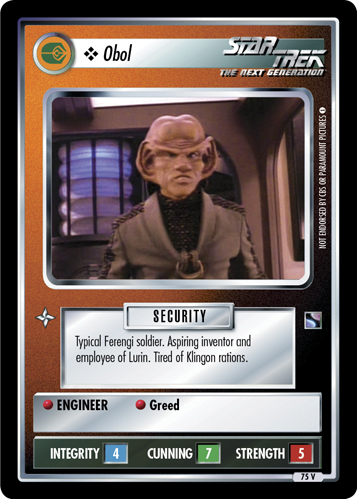 ❖ Obol
STAR TREK
THE NEXT GENERATION
NOT ENDORSED BY CBS OR PARAMOUNT PICTURES
SECURITY
Typical Ferengi soldier. Aspiring inventor and
employee of Lurin. Tired of Klingon rations.
ENGINEER Greed
INTEGRITY 4 CUNNING 7 STRENGTH 5
75 V